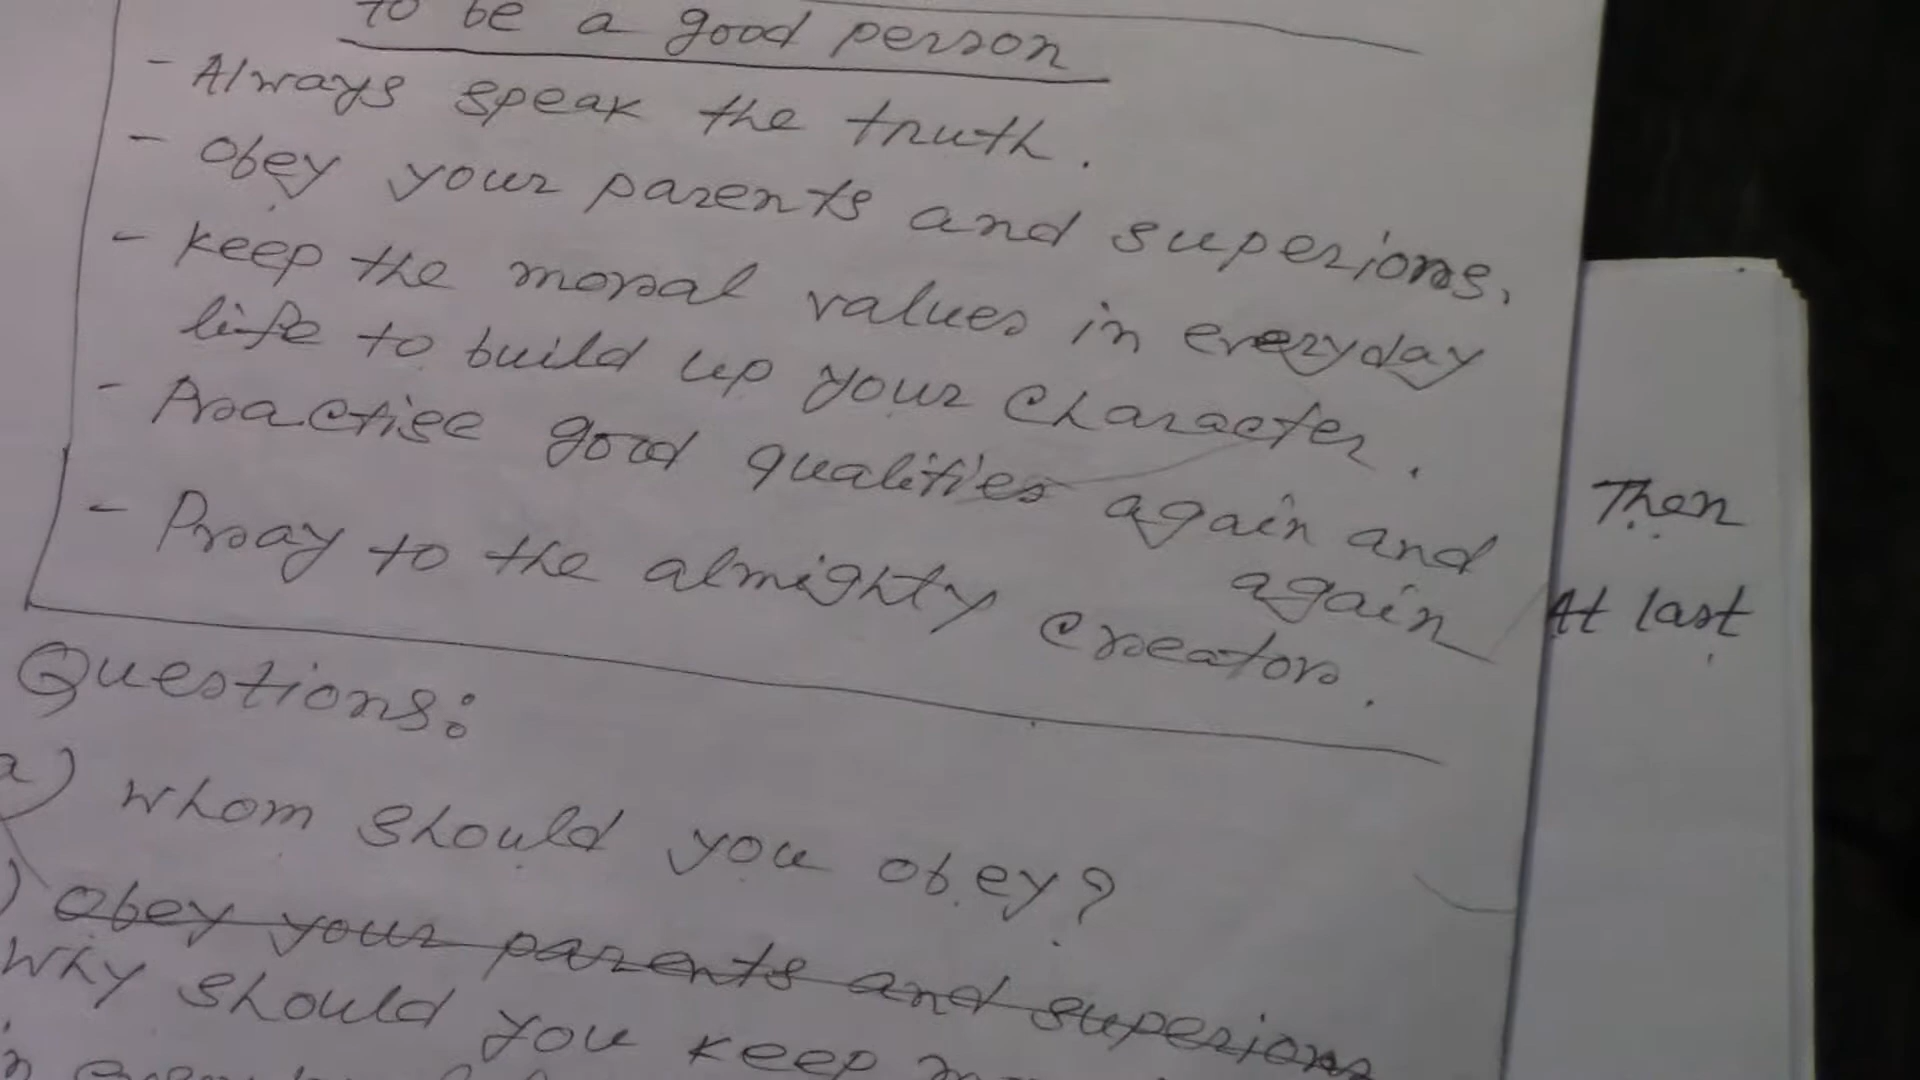 to be a good person
- Always speak the truth.
- Obey your parents and superiors.
- keep the moral values in everyday
life to build up your character.
- Practise good qualities again and
again
- Pray to the almighty creator.
Questions:
a) whom should you obey?
) Obey your parents and superiors
Why should you keep
Then
At last